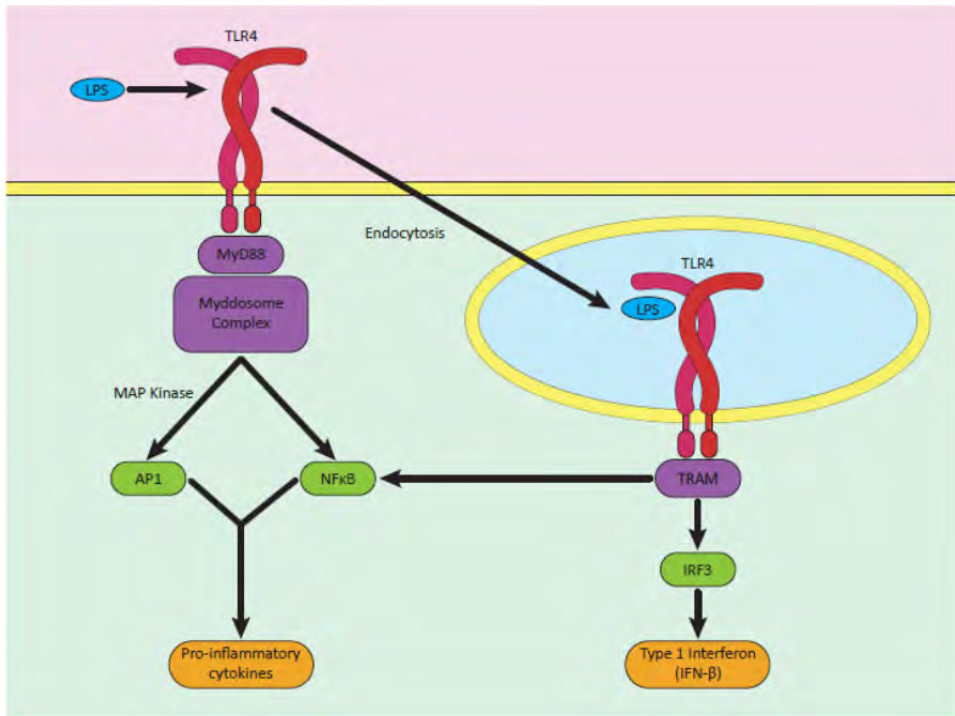 TLR4
LPS
Endocytosis
MyD88
Myddosome
Complex
TLR4
LPS
MAP Kinase
AP1
NFκB
TRAM
IRF3
Pro-inflammatory
cytokines
Type 1 Interferon
(IFN-β)